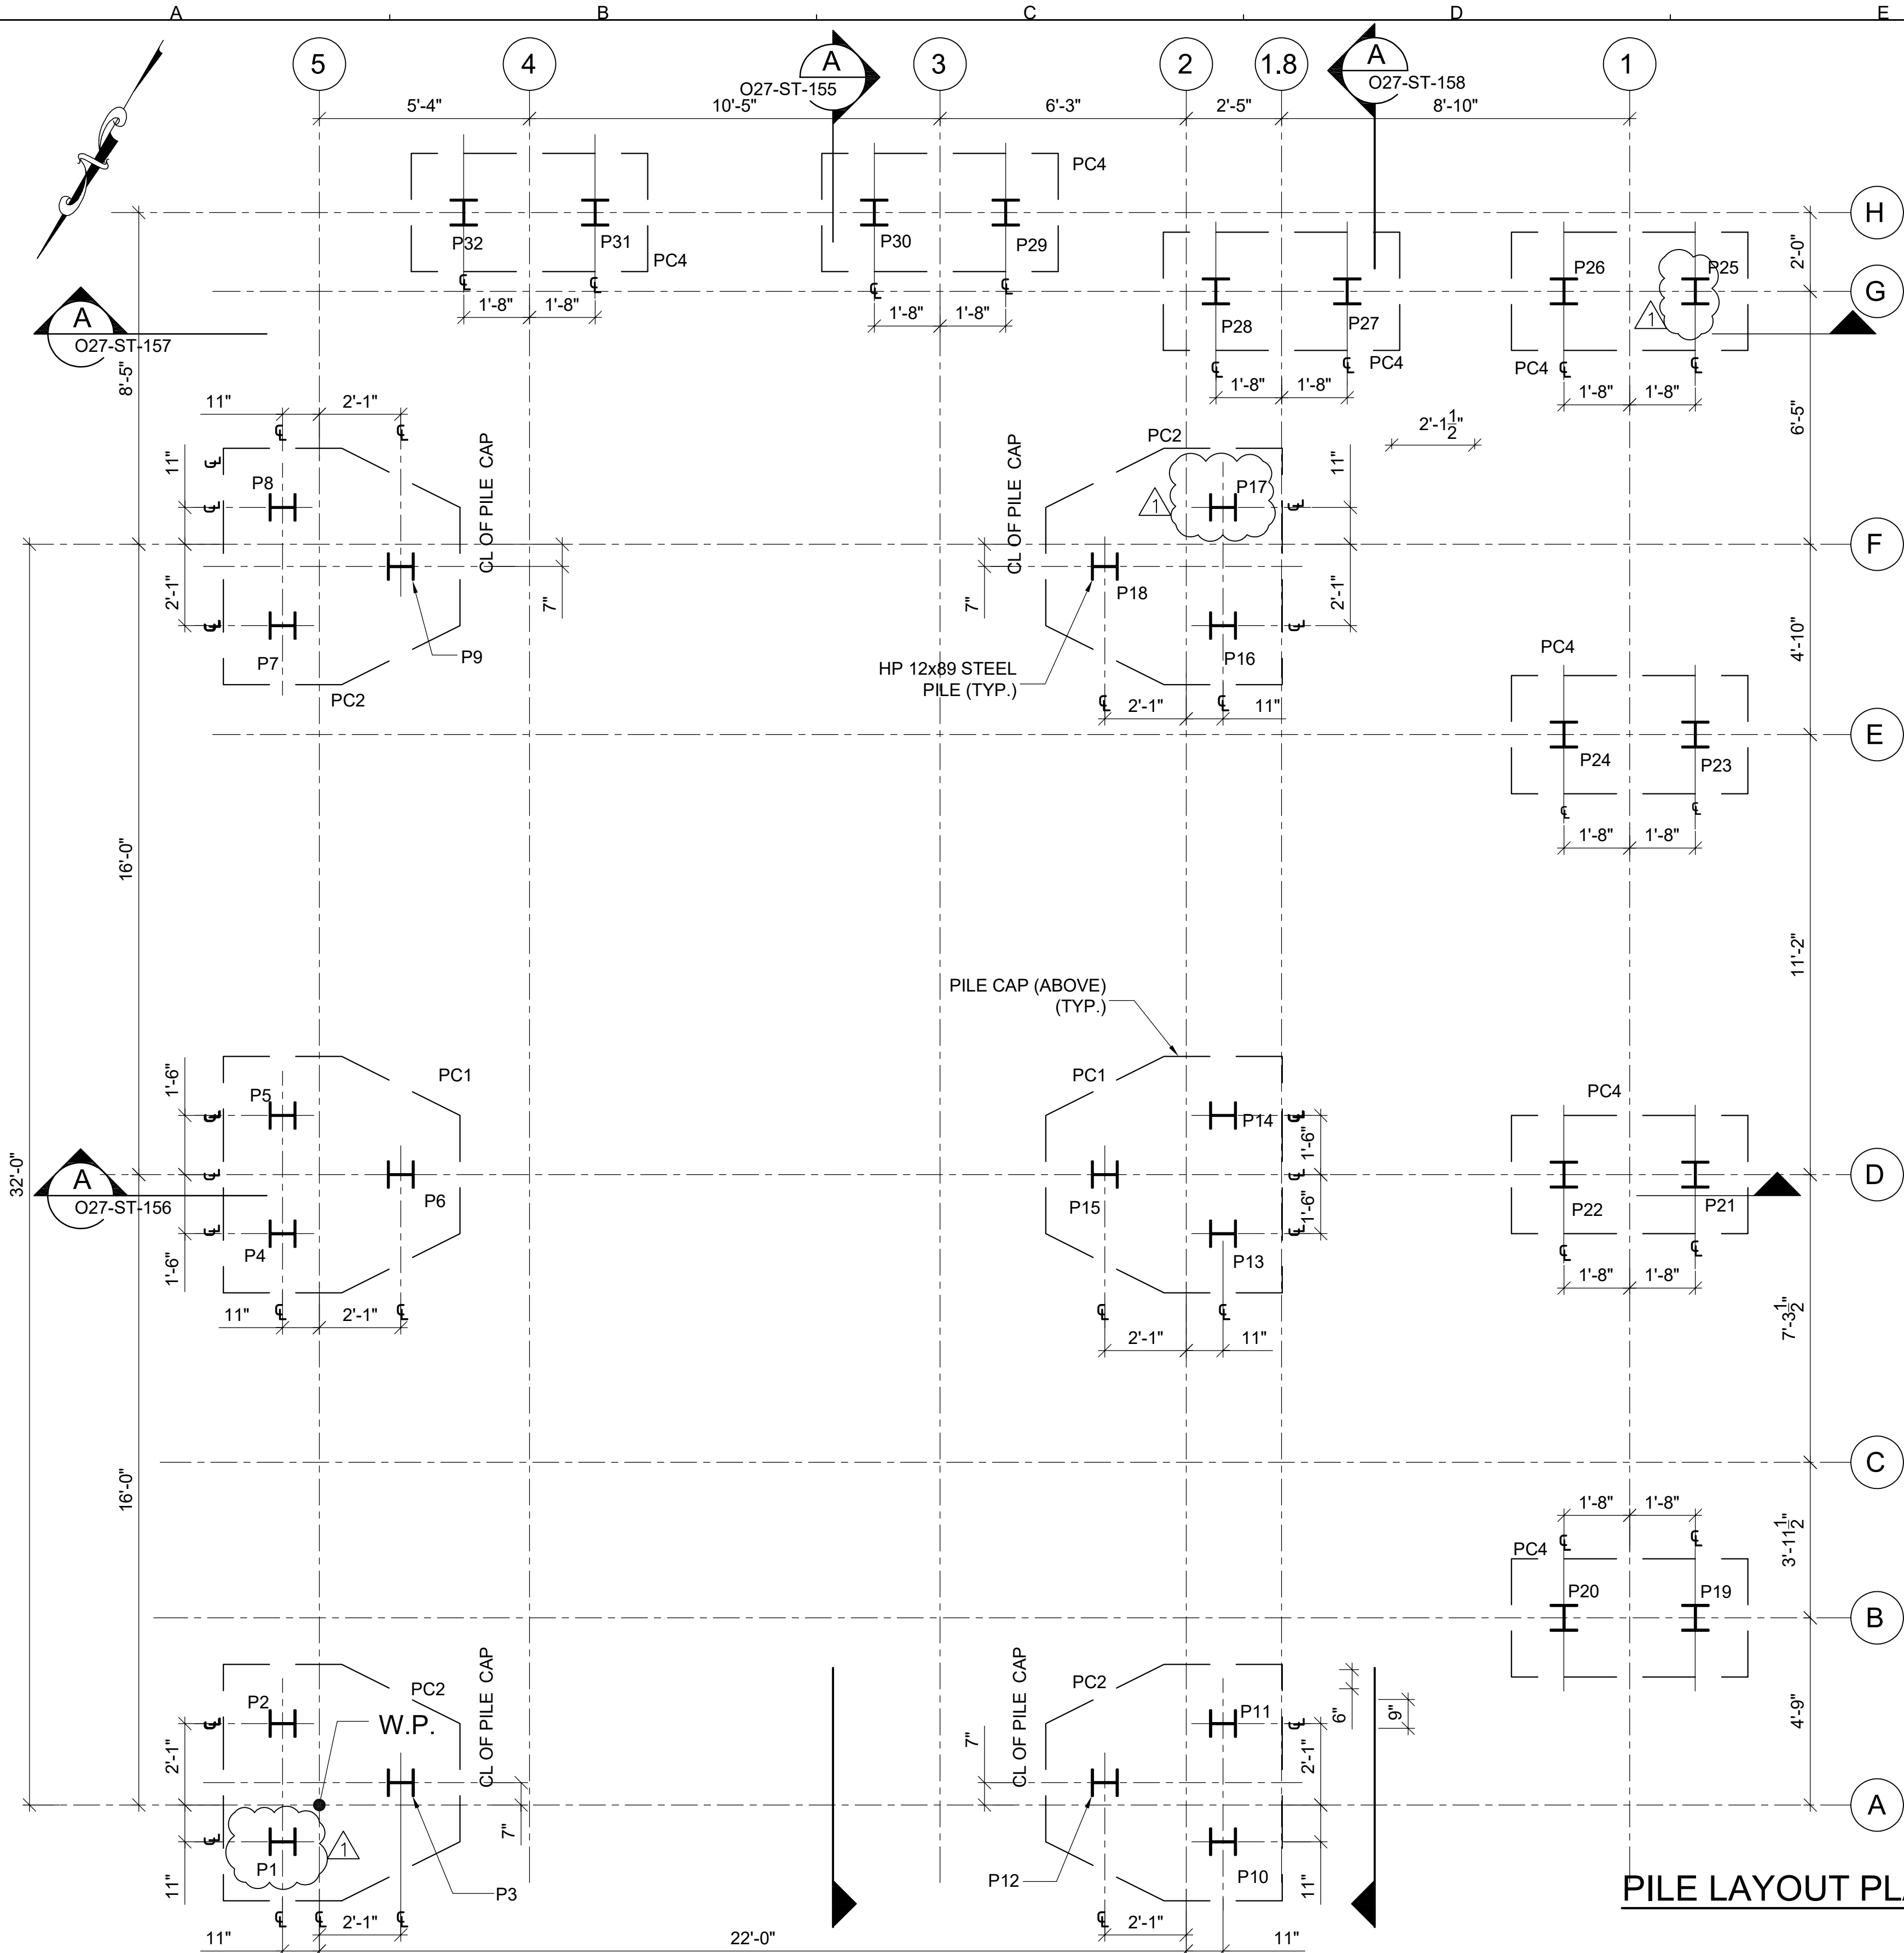 A B C D E
5 4 A 3 2 1.8 A 1
O27-ST-155 O27-ST-158
5'-4" 10'-5" 6'-3" 2'-5" 8'-10"
PC4
H
P32 P31 P30 P29
PC4
2'-0"
℄ ℄ ℄ ℄
P26 P25
G
1'-8" 1'-8" 1'-8" 1'-8"
A
1
O27-ST-157
P28 P27
PC4 PC4
℄ ℄ ℄ ℄
8'-5"
1'-8" 1'-8" 1'-8" 1'-8"
11" 2'-1"
2'-1 1/2"
6'-5"
℄ ℄
PC2
11" ℄ CL OF PILE CAP CL OF PILE CAP 11"
P8 P17
℄ 1 ℄
F
P18
2'-1" 7" 7" 2'-1"
℄ ℄
P7 P9 P16
4'-10"
PC4
HP 12x89 STEEL
PILE (TYP.)
PC2
℄ ℄
2'-1" 11"
E
P24 P23
℄ ℄
1'-8" 1'-8"
16'-0"
11'-2"
PILE CAP (ABOVE)
(TYP.)
1'-6" PC1 PC1
PC4
P5 P14
℄ ℄
1'-6"
32'-0"
A
℄ ℄
D
O27-ST-156
P6 P15 P22 P21
1'-6"
℄ ℄
P4 P13
℄ ℄
1'-6"
1'-8" 1'-8"
℄ ℄ ℄ ℄
11" 2'-1"
2'-1" 11"
7'-3 1/2"
C
16'-0"
1'-8" 1'-8"
3'-11 1/2"
℄ ℄
PC4
P20 P19
B
CL OF PILE CAP CL OF PILE CAP
P2 PC2 PC2 P11
W.P.
6" 9"
4'-9"
℄ ℄
2'-1" 7" 2'-1"
A
℄ 7"
P1 1 P3 P12 P10
11" 11"
PILE LAYOUT PLA
℄ ℄ ℄ ℄
2'-1" 2'-1"
11" 22'-0" 11"